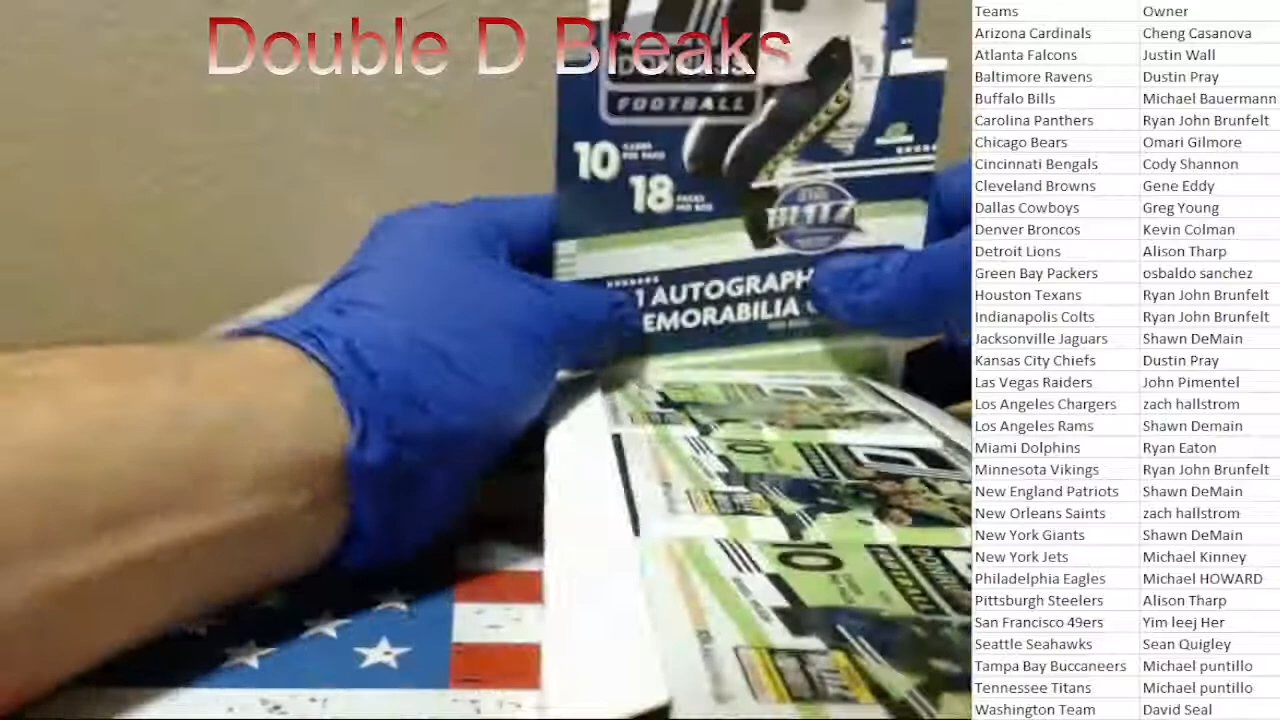 Double D Breaks
DONRUSS
FOOTBALL
10
18
BLITZ
1 AUTOGRAPH
EMORABILIA
10
10
FOOTBALL
Teams Owner
Arizona Cardinals Cheng Casanova
Atlanta Falcons Justin Wall
Baltimore Ravens Dustin Pray
Buffalo Bills Michael Bauermann
Carolina Panthers Ryan John Brunfelt
Chicago Bears Omari Gilmore
Cincinnati Bengals Cody Shannon
Cleveland Browns Gene Eddy
Dallas Cowboys Greg Young
Denver Broncos Kevin Colman
Detroit Lions Alison Tharp
Green Bay Packers osbaldo sanchez
Houston Texans Ryan John Brunfelt
Indianapolis Colts Ryan John Brunfelt
Jacksonville Jaguars Shawn DeMain
Kansas City Chiefs Dustin Pray
Las Vegas Raiders John Pimentel
Los Angeles Chargers zach hallstrom
Los Angeles Rams Shawn Demain
Miami Dolphins Ryan Eaton
Minnesota Vikings Ryan John Brunfelt
New England Patriots Shawn DeMain
New Orleans Saints zach hallstrom
New York Giants Shawn DeMain
New York Jets Michael Kinney
Philadelphia Eagles Michael HOWARD
Pittsburgh Steelers Alison Tharp
San Francisco 49ers Yim leej Her
Seattle Seahawks Sean Quigley
Tampa Bay Buccaneers Michael puntillo
Tennessee Titans Michael puntillo
Washington Team David Seal